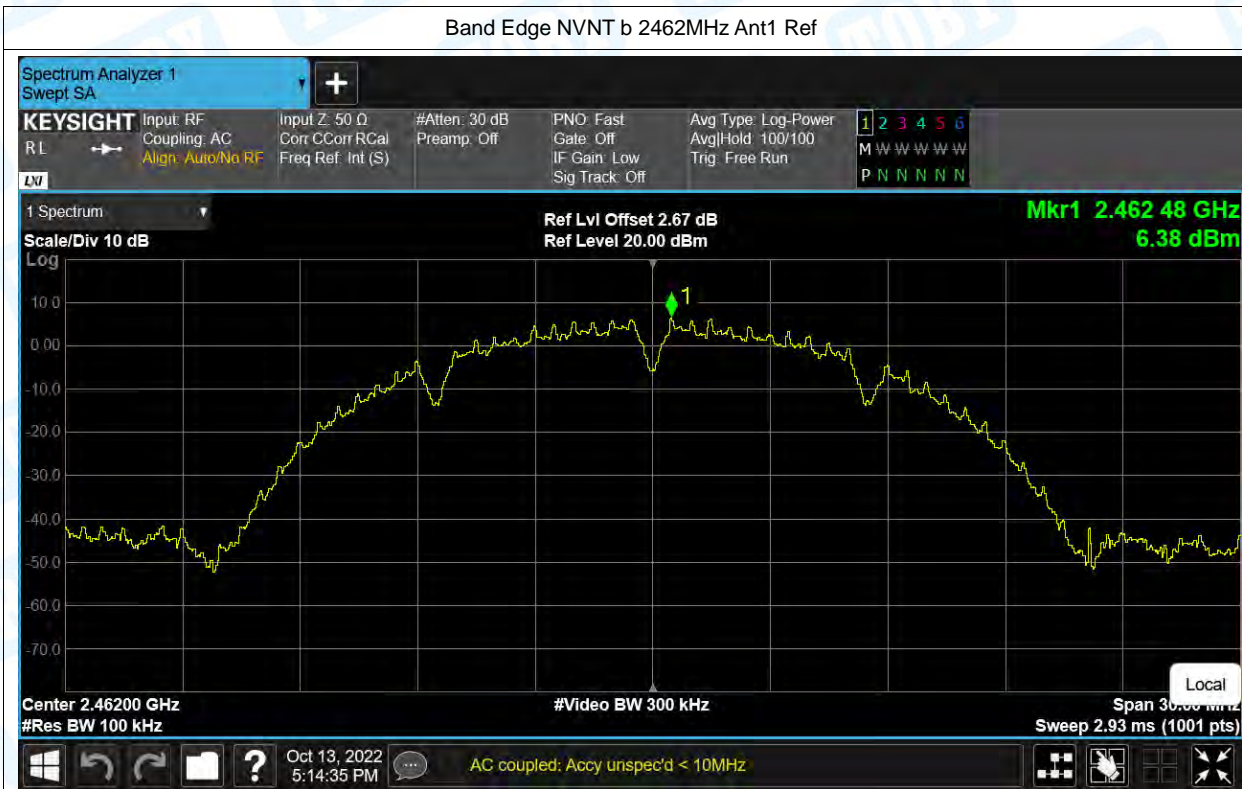 Band Edge NVNT b 2462MHz Ant1 Ref
Spectrum Analyzer 1
Swept SA
+
KEYSIGHT
R L
LXI
Input: RF
Coupling: AC
Align: Auto/No RF
Input Z: 50 Ω
Corr CCorr RCal
Freq Ref: Int (S)
#Atten: 30 dB
Preamp: Off
PNO: Fast
Gate: Off
IF Gain: Low
Sig Track: Off
Avg Type: Log-Power
Avg|Hold: 100/100
Trig: Free Run
1 2 3 4 5 6
M W W W W W W
P N N N N N N
1 Spectrum
Scale/Div 10 dB
Log
Ref Lvl Offset 2.67 dB
Ref Level 20.00 dBm
Mkr1 2.462 48 GHz
6.38 dBm
1
10.0
0.00
-10.0
-20.0
-30.0
-40.0
-50.0
-60.0
-70.0
Local
Center 2.46200 GHz
#Video BW 300 kHz
Span 30.00 MHz
#Res BW 100 kHz
Sweep 2.93 ms (1001 pts)
?
Oct 13, 2022
5:14:35 PM
AC coupled: Accy unspec'd < 10MHz